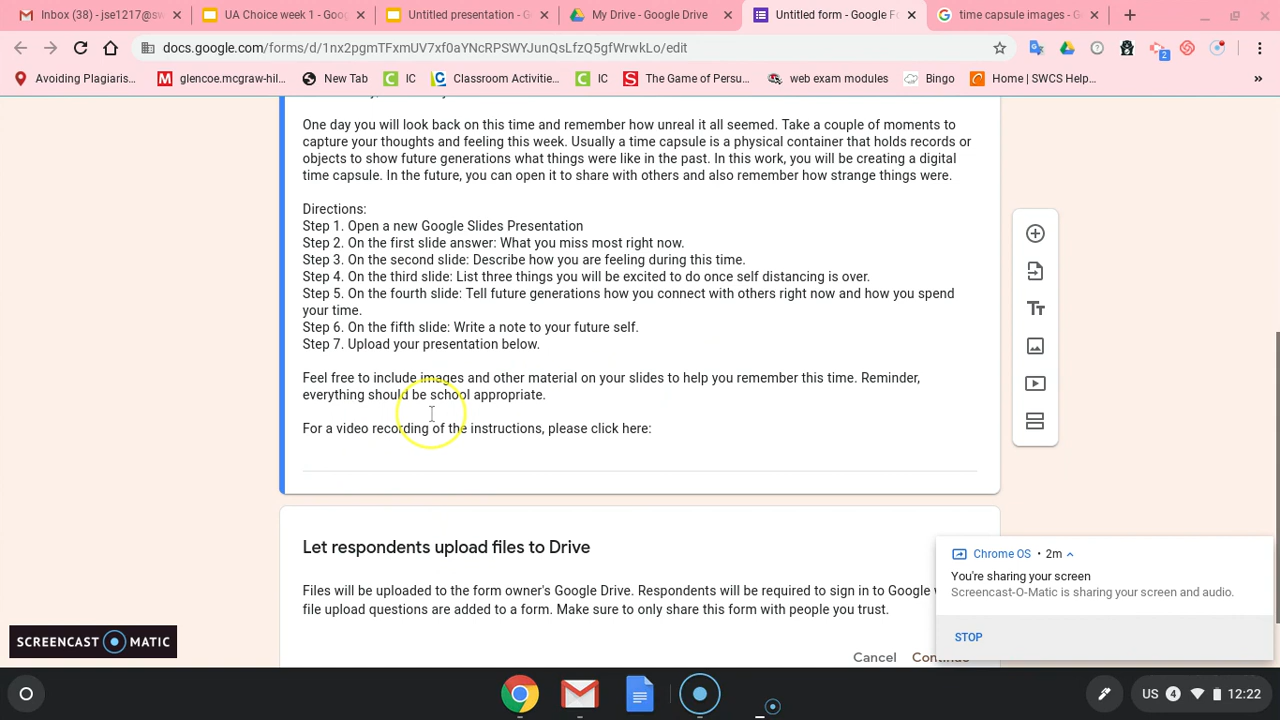 Inbox (38) - jse1217@sw
UA Choice week 1 - Goog
Untitled presentation - G
My Drive - Google Drive
Untitled form - Google Fo
time capsule images - G
docs.google.com/forms/d/1nx2pgmTFxmUV7xf0aYNcRPSWYJunQsLfzQ5gfWrwkLo/edit
2
Avoiding Plagiaris...
glencoe.mcgraw-hil...
New Tab
IC
Classroom Activitie...
IC
The Game of Persu...
web exam modules
Bingo
Home | SWCS Help...
»
One day you will look back on this time and remember how unreal it all seemed. Take a couple of moments to
capture your thoughts and feeling this week. Usually a time capsule is a physical container that holds records or
objects to show future generations what things were like in the past. In this work, you will be creating a digital
time capsule. In the future, you can open it to share with others and also remember how strange things were.
Directions:
Step 1. Open a new Google Slides Presentation
Step 2. On the first slide answer: What you miss most right now.
Step 3. On the second slide: Describe how you are feeling during this time.
Step 4. On the third slide: List three things you will be excited to do once self distancing is over.
Step 5. On the fourth slide: Tell future generations how you connect with others right now and how you spend
your time.
Step 6. On the fifth slide: Write a note to your future self.
Step 7. Upload your presentation below.
Feel free to include images and other material on your slides to help you remember this time. Reminder,
everything should be school appropriate.
For a video recording of the instructions, please click here:
Tт
Let respondents upload files to Drive
Files will be uploaded to the form owner's Google Drive. Respondents will be required to sign in to Google
file upload questions are added to a form. Make sure to only share this form with people you trust.
Cancel
Continue
Chrome OS • 2m
You're sharing your screen
Screencast-O-Matic is sharing your screen and audio.
STOP
SCREENCAST MATIC
US 4 12:22